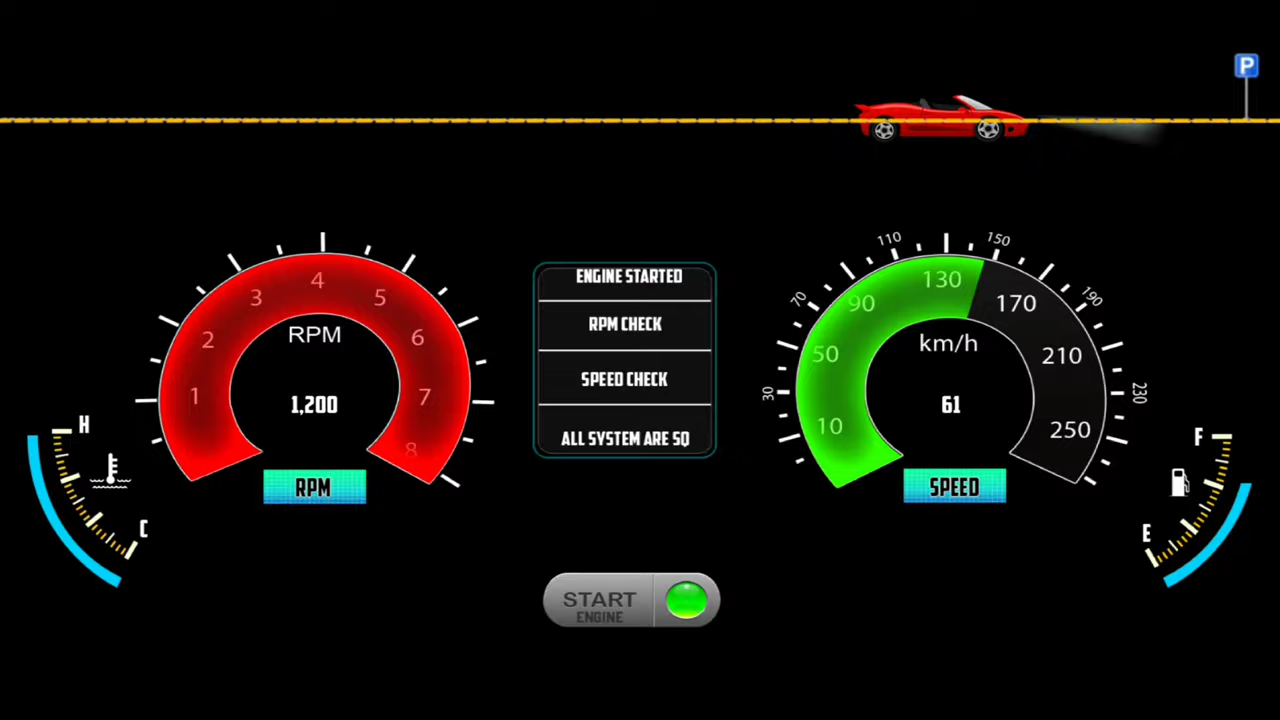 P
110
150
4
3
5
130
70
90
170
190
2
RPM
6
km/h
50
210
1
1,200
7
30
61
230
10
250
8
RPM
SPEED
ENGINE STARTED
RPM CHECK
SPEED CHECK
ALL SYSTEM ARE SQ
H
C
F
E
START
ENGINE